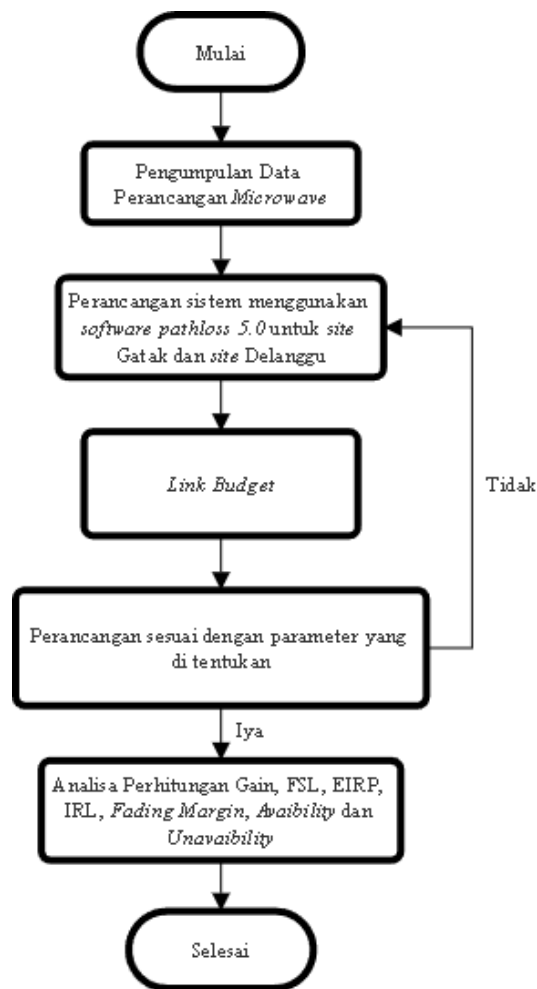 Mulai
Pengumpulan Data
Perancangan Microwave
Perancangan sistem menggunakan
software pathloss 5.0 untuk site
Gatak dan site Delanggu
Link Budget
Tidak
Perancangan sesuai dengan parameter yang
di tentukan
Iya
Analisa Perhitungan Gain, FSL, EIRP,
IRL, Fading Margin, Avaibility dan
Unavaibility
Selesai